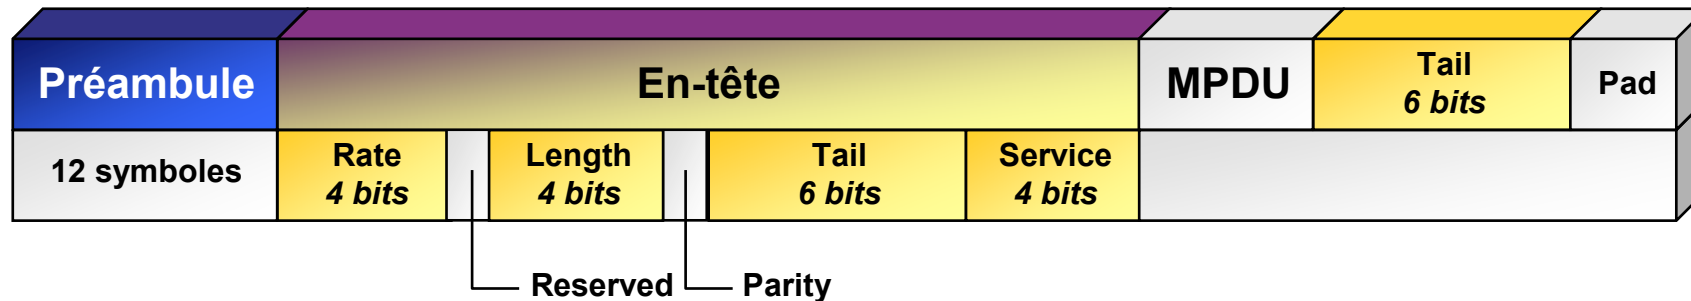 Préambule
En-tête
MPDU
Tail
6 bits
Pad
12 symboles
Rate
4 bits
Length
4 bits
Tail
6 bits
Service
4 bits
Reserved
Parity